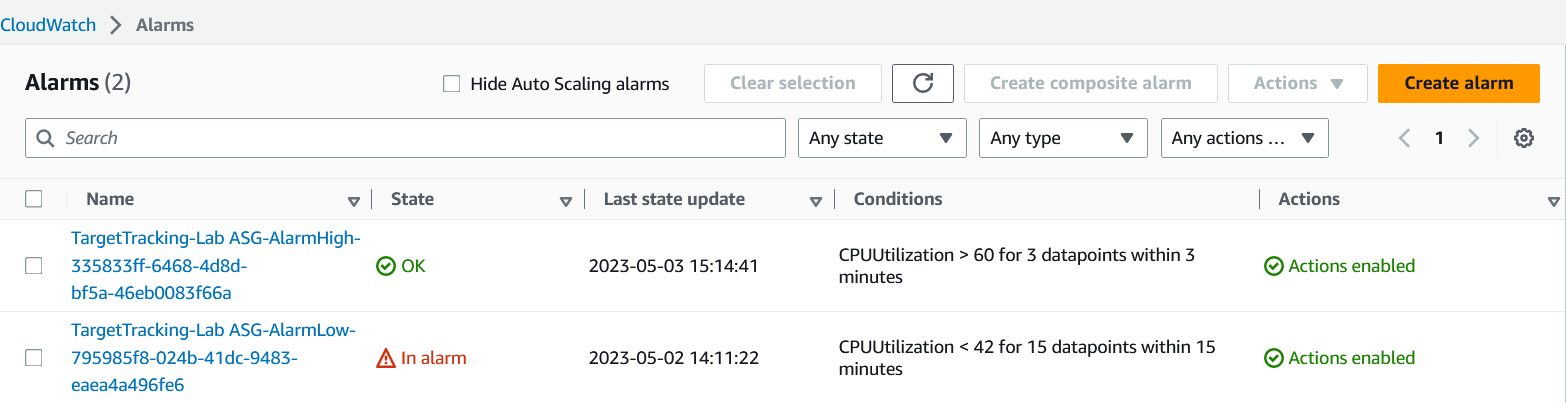 CloudWatch > Alarms
Alarms (2)
Hide Auto Scaling alarms
Clear selection
Create composite alarm
Actions
Create alarm
Search
Any state
Any type
Any actions ...
1
Name
State
Last state update
Conditions
Actions
TargetTracking-Lab ASG-AlarmHigh-
335833ff-6468-4d8d-
bf5a-46eb0083f66a
OK
2023-05-03 15:14:41
CPUUtilization > 60 for 3 datapoints within 3
minutes
Actions enabled
TargetTracking-Lab ASG-AlarmLow-
795985f8-024b-41dc-9483-
eaea4a496fe6
In alarm
2023-05-02 14:11:22
CPUUtilization < 42 for 15 datapoints within 15
minutes
Actions enabled